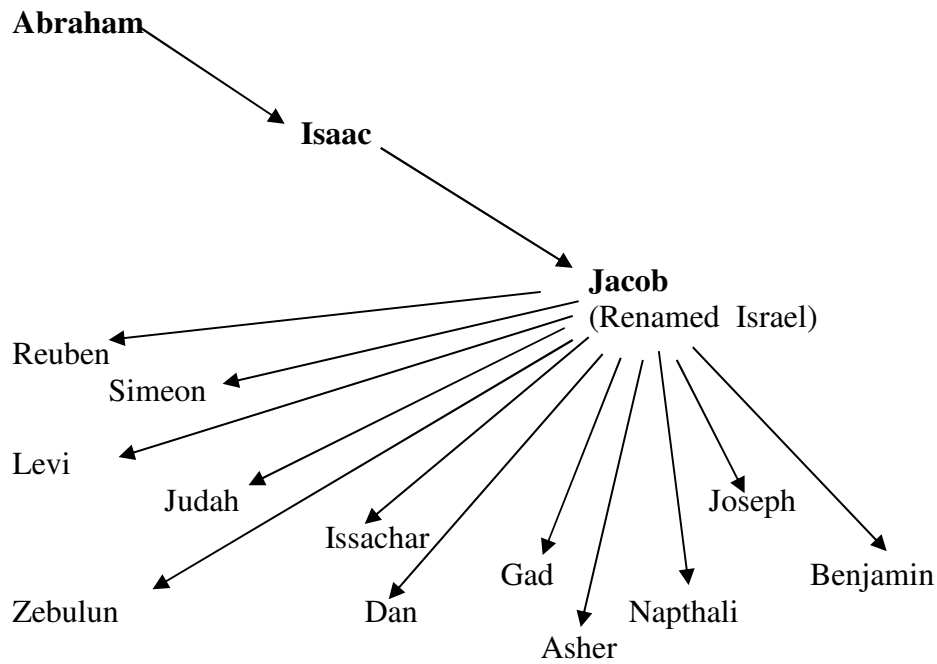 Abraham
Isaac
Jacob
(Renamed Israel)
Reuben
Simeon
Levi
Judah
Joseph
Issachar
Gad
Benjamin
Zebulun
Dan
Napthali
Asher